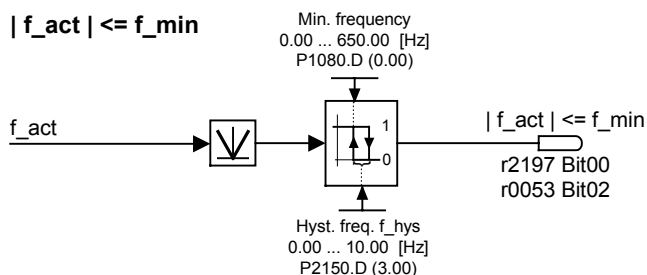 | f_act | <= f_min
Min. frequency
0.00 ... 650.00 [Hz]
P1080.D (0.00)
f_act
1
0
| f_act | <= f_min
r2197 Bit00
r0053 Bit02
Hyst. freq. f_hys
0.00 ... 10.00 [Hz]
P2150.D (3.00)